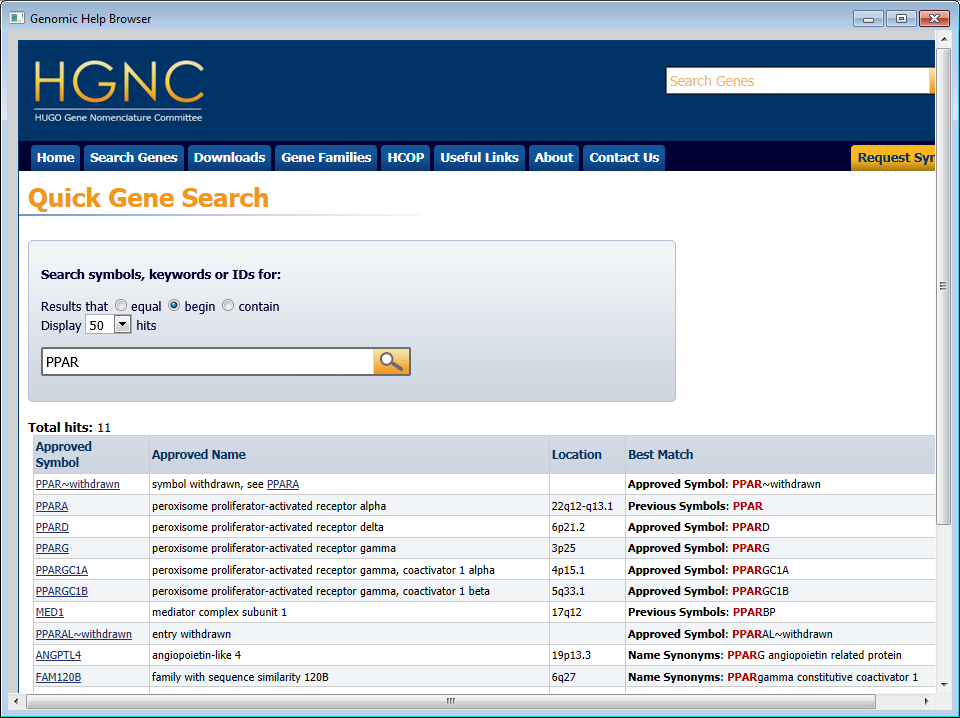 Genomic Help Browser
HGNC
HUGO Gene Nomenclature Committee
Search Genes
Home Search Genes Downloads Gene Families HCOP Useful Links About Contact Us Request Syr
Quick Gene Search
Search symbols, keywords or IDs for:
Results that equal begin contain
Display 50 hits
PPAR
Total hits: 11
Approved Symbol Approved Name Location Best Match
PPAR~withdrawn symbol withdrawn, see PPARA Approved Symbol: PPAR~withdrawn
PPARA peroxisome proliferator-activated receptor alpha 22q12-q13.1 Previous Symbols: PPAR
PPARD peroxisome proliferator-activated receptor delta 6p21.2 Approved Symbol: PPARD
PPARG peroxisome proliferator-activated receptor gamma 3p25 Approved Symbol: PPARG
PPARGC1A peroxisome proliferator-activated receptor gamma, coactivator 1 alpha 4p15.1 Approved Symbol: PPARGC1A
PPARGC1B peroxisome proliferator-activated receptor gamma, coactivator 1 beta 5q33.1 Approved Symbol: PPARGC1B
MED1 mediator complex subunit 1 17q12 Previous Symbols: PPARBP
PPARAL~withdrawn entry withdrawn Approved Symbol: PPARAL~withdrawn
ANGPTL4 angiopoietin-like 4 19p13.3 Name Synonyms: PPARG angiopoietin related protein
FAM120B family with sequence similarity 120B 6q27 Name Synonyms: PPARgamma constitutive coactivator 1